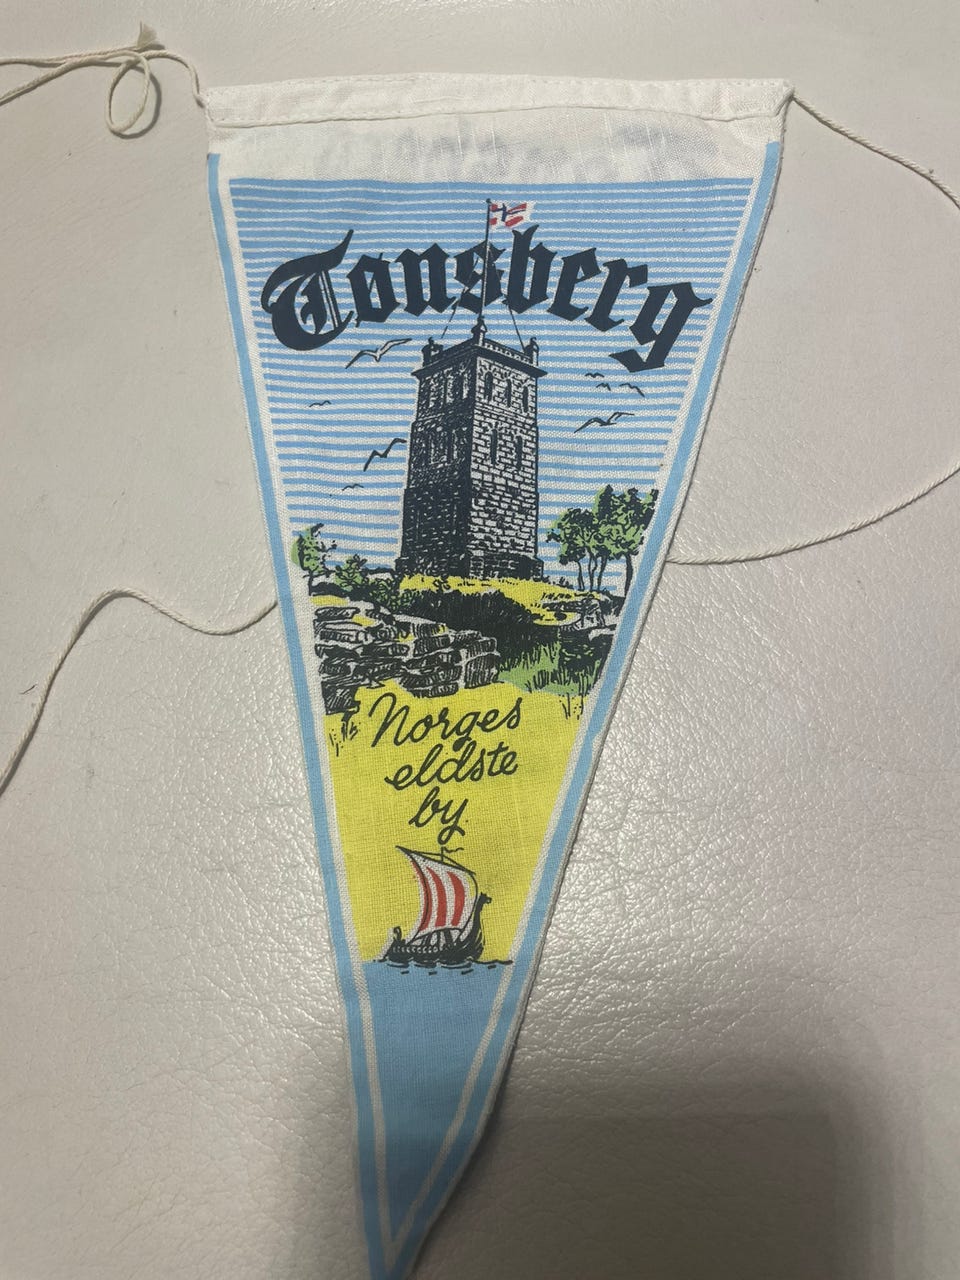 Tønsberg
Norges
eldste
by